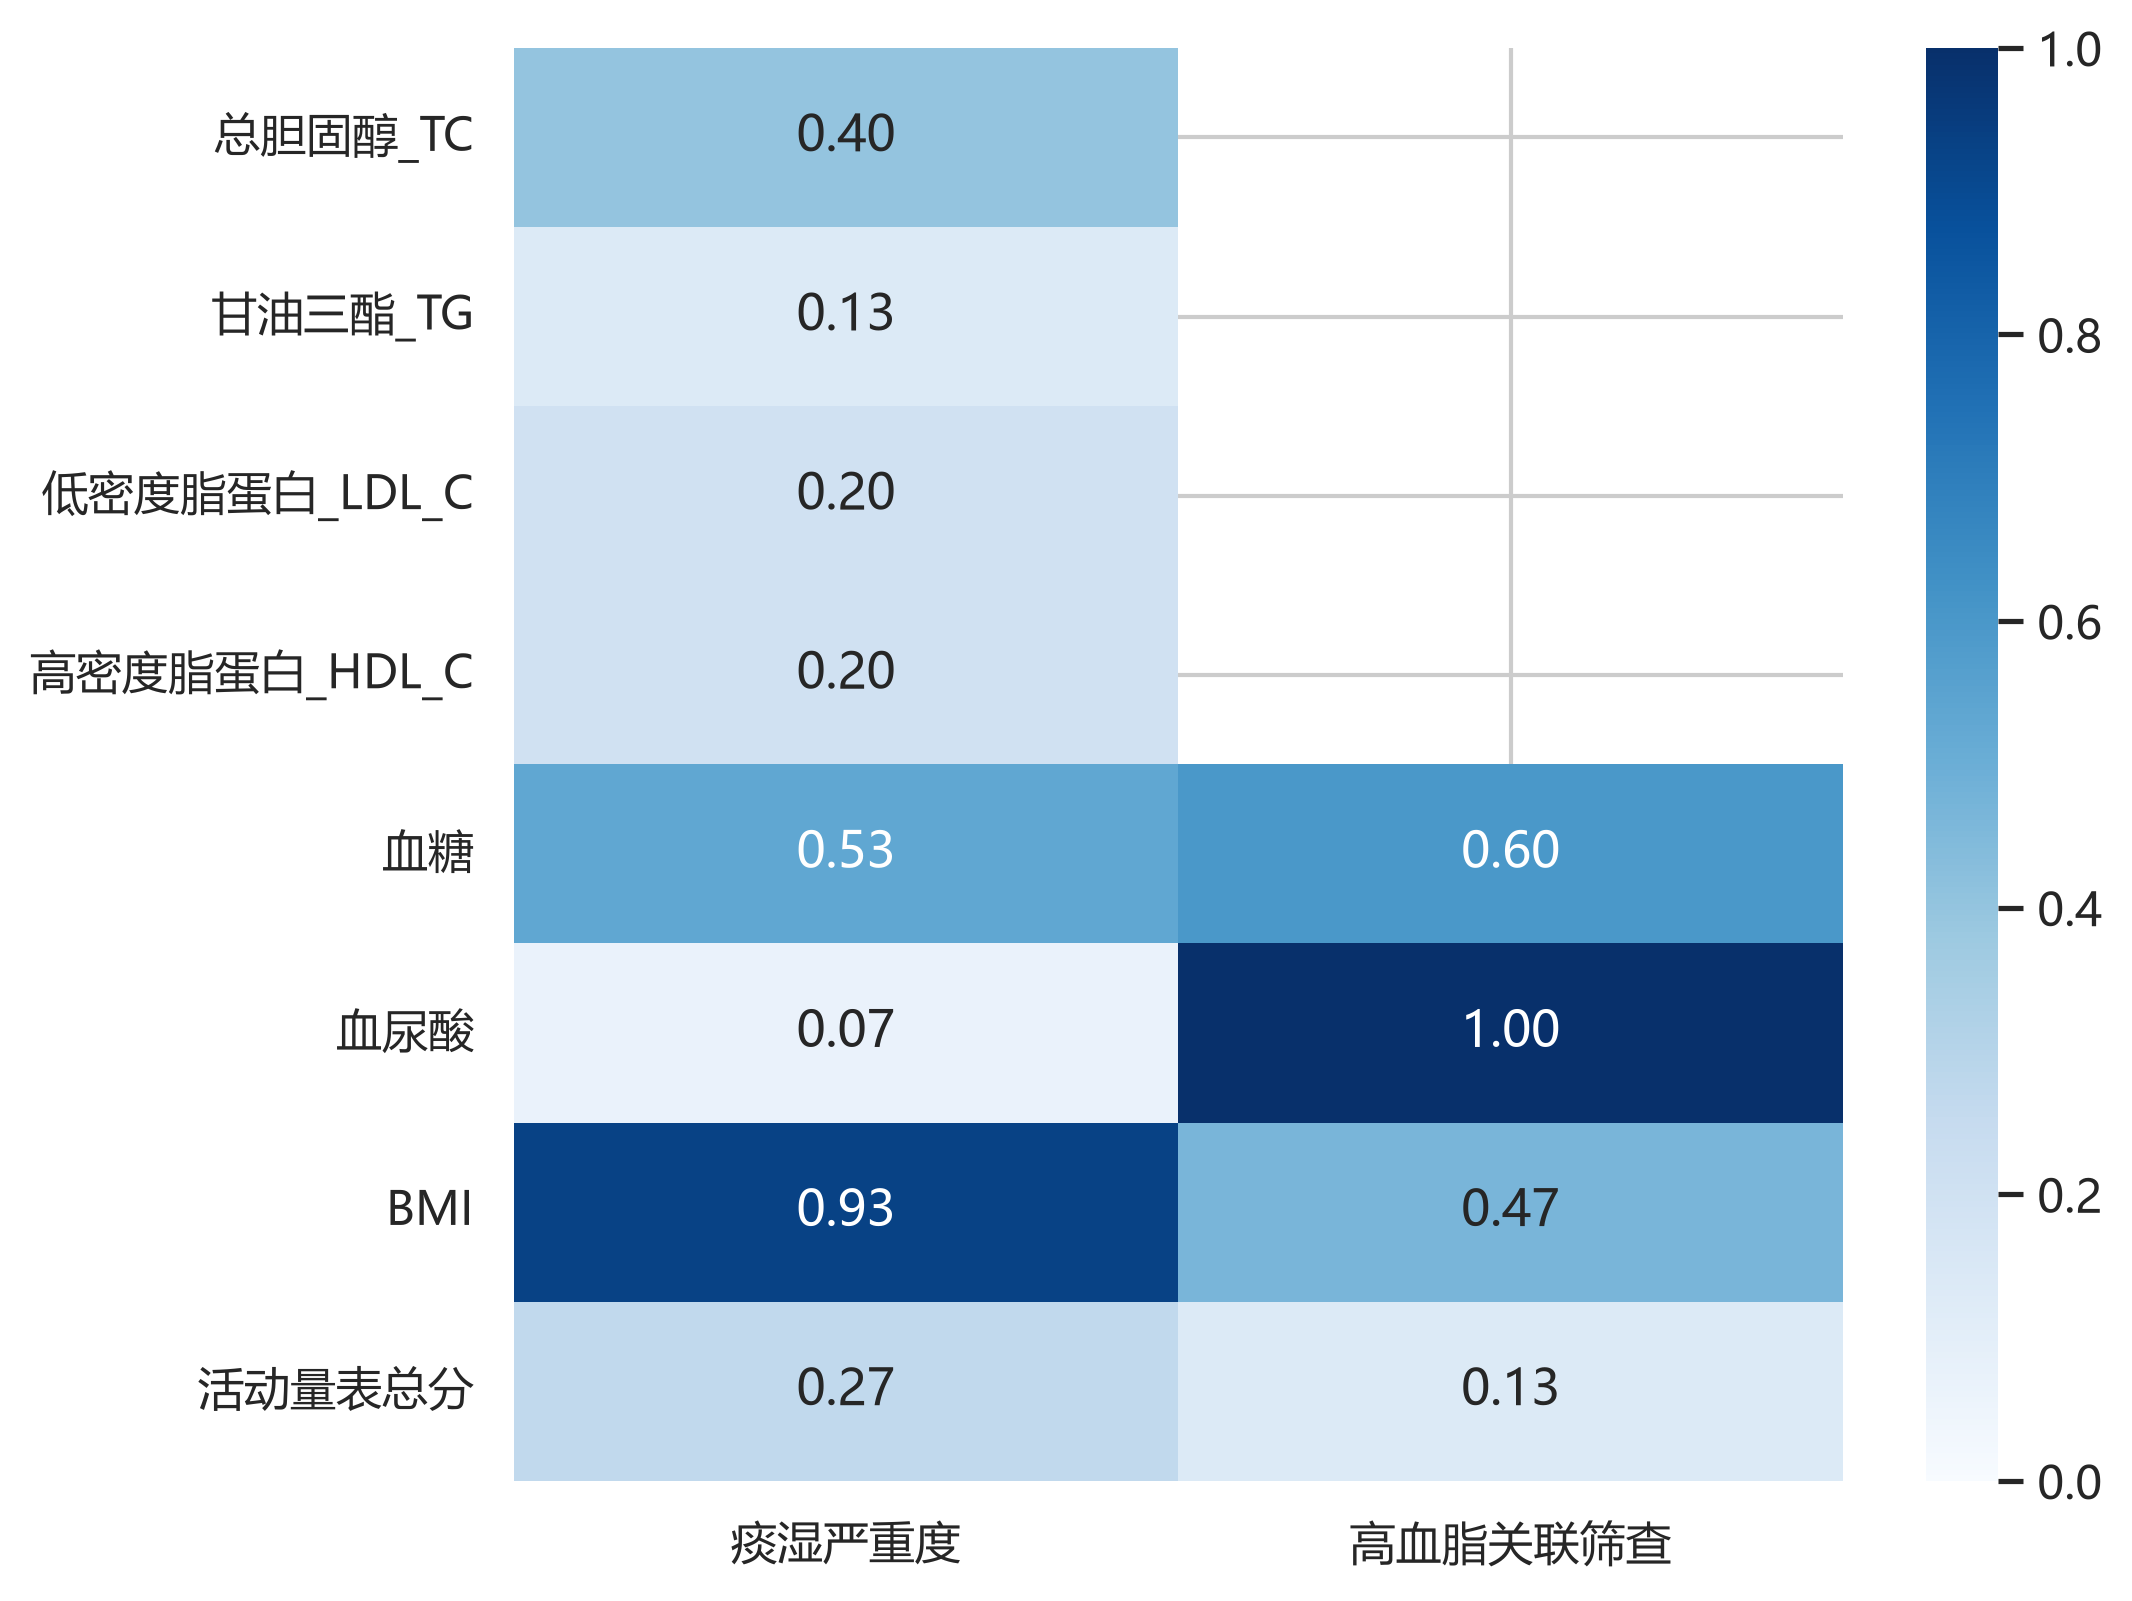 总胆固醇_TC 0.40
甘油三酯_TG 0.13
低密度脂蛋白_LDL_C 0.20
高密度脂蛋白_HDL_C 0.20
血糖 0.53 0.60
血尿酸 0.07 1.00
BMI 0.93 0.47
活动量表总分 0.27 0.13
痰湿严重度 高血脂关联筛查
1.0
0.8
0.6
0.4
0.2
0.0